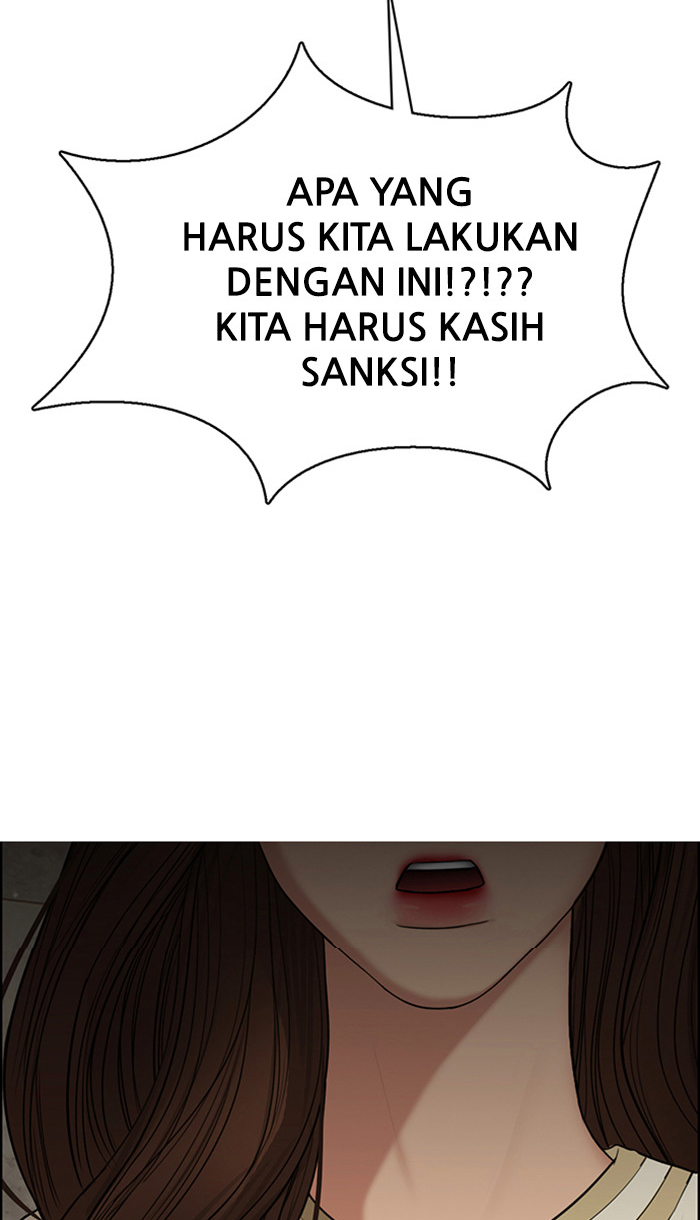 APA YANG
HARUS KITA LAKUKAN
DENGAN INI!?!??
KITA HARUS KASIH
SANKSI!!